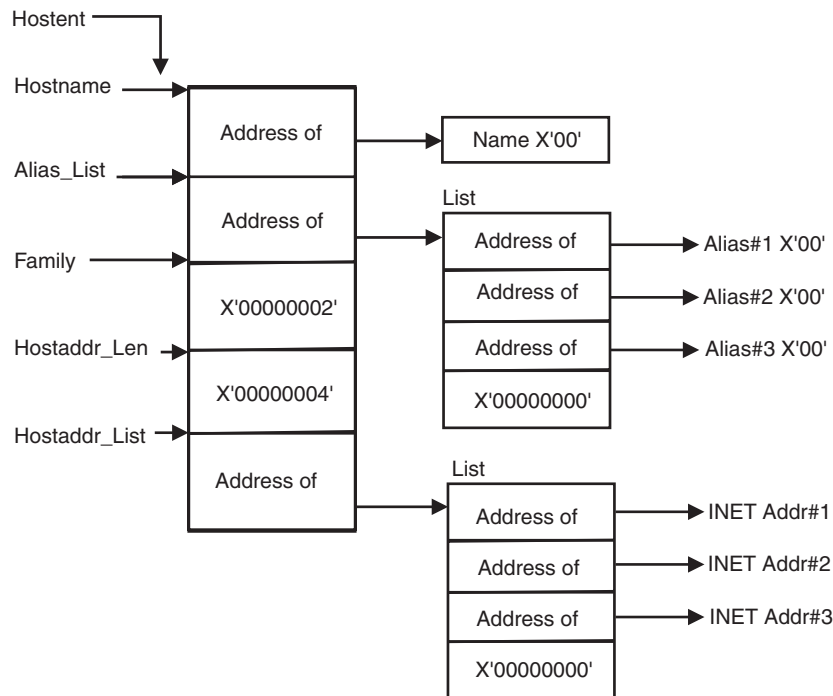 Hostent
Hostname
Address of
Name X'00'
Alias_List
List
Address of
Address of
Alias#1 X'00'
Family
Address of
Alias#2 X'00'
X'00000002'
Address of
Alias#3 X'00'
Hostaddr_Len
X'00000004'
X'00000000'
Hostaddr_List
List
Address of
Address of
INET Addr#1
Address of
INET Addr#2
Address of
INET Addr#3
X'00000000'